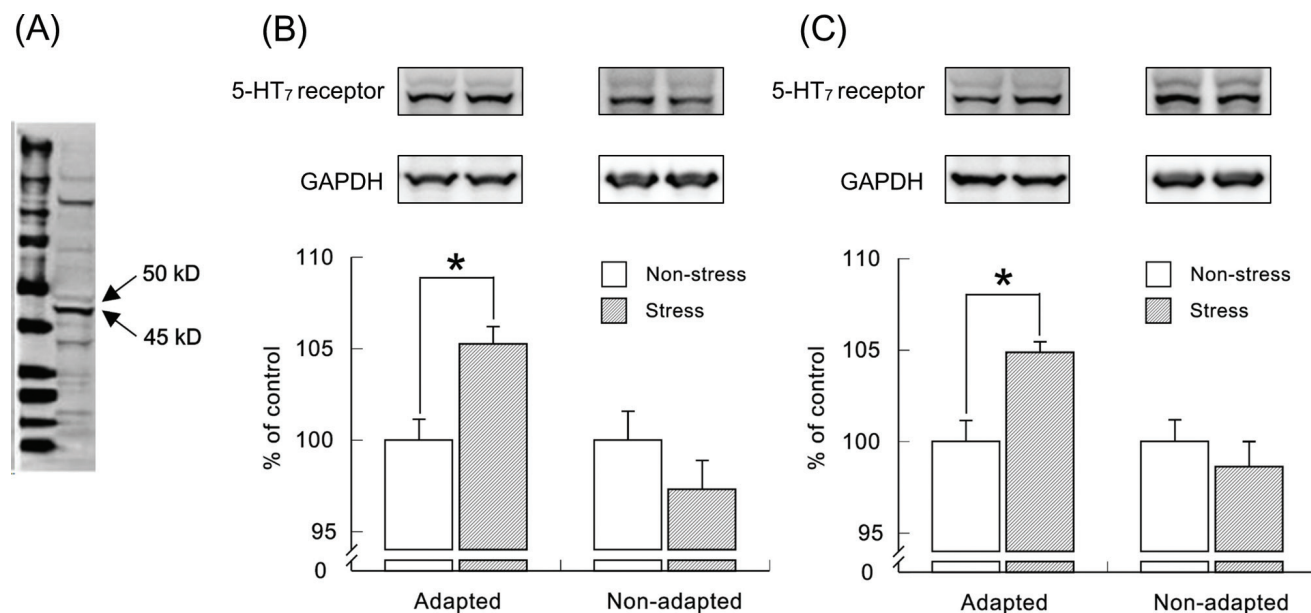 (A)
50 kD
45 kD
(B)
5-HT₇ receptor
GAPDH
110
105
100
95
0
% of control
*
Non-stress
Stress
Adapted
Non-adapted
(C)
5-HT₇ receptor
GAPDH
110
105
100
95
0
% of control
*
Non-stress
Stress
Adapted
Non-adapted